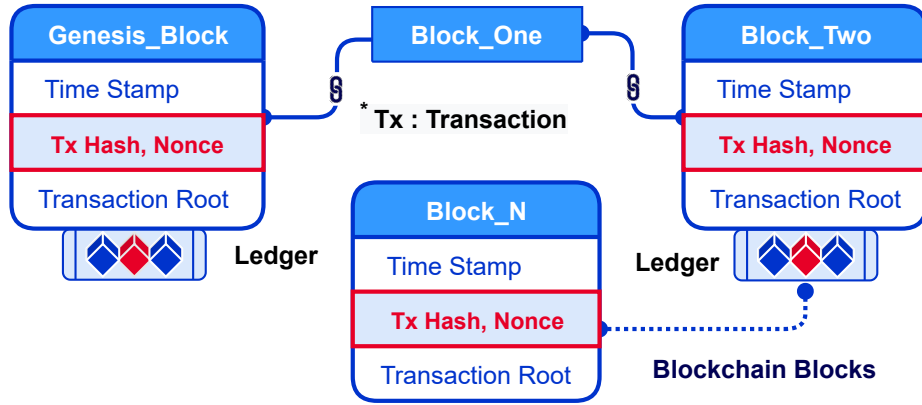 Genesis_Block
Time Stamp
Tx Hash, Nonce
Transaction Root
Ledger
Block_One
* Tx : Transaction
Block_Two
Time Stamp
Tx Hash, Nonce
Transaction Root
Ledger
Block_N
Time Stamp
Tx Hash, Nonce
Transaction Root
Blockchain Blocks